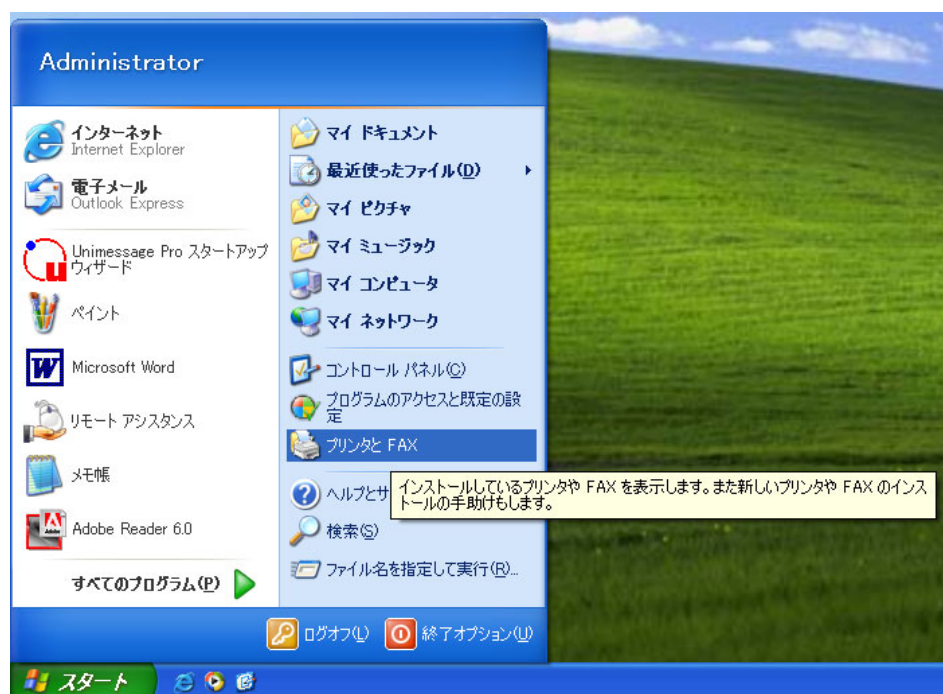 Administrator
インターネット
Internet Explorer
電子メール
Outlook Express
Unimessage Pro スタートアップ
ウィザード
ペイント
Microsoft Word
リモート アシスタンス
メモ帳
Adobe Reader 6.0
すべてのプログラム(P)
マイ ドキュメント
最近使ったファイル(D)
マイ ピクチャ
マイ ミュージック
マイ コンピュータ
マイ ネットワーク
コントロール パネル(C)
プログラムのアクセスと既定の設
定
プリンタと FAX
ヘルプとサ
インストールしているプリンタや FAX を表示します。また新しいプリンタや FAX のインス
トールの手助けもします。
検索(S)
ファイル名を指定して実行(R)...
ログオフ(L)
終了オプション(U)
スタート